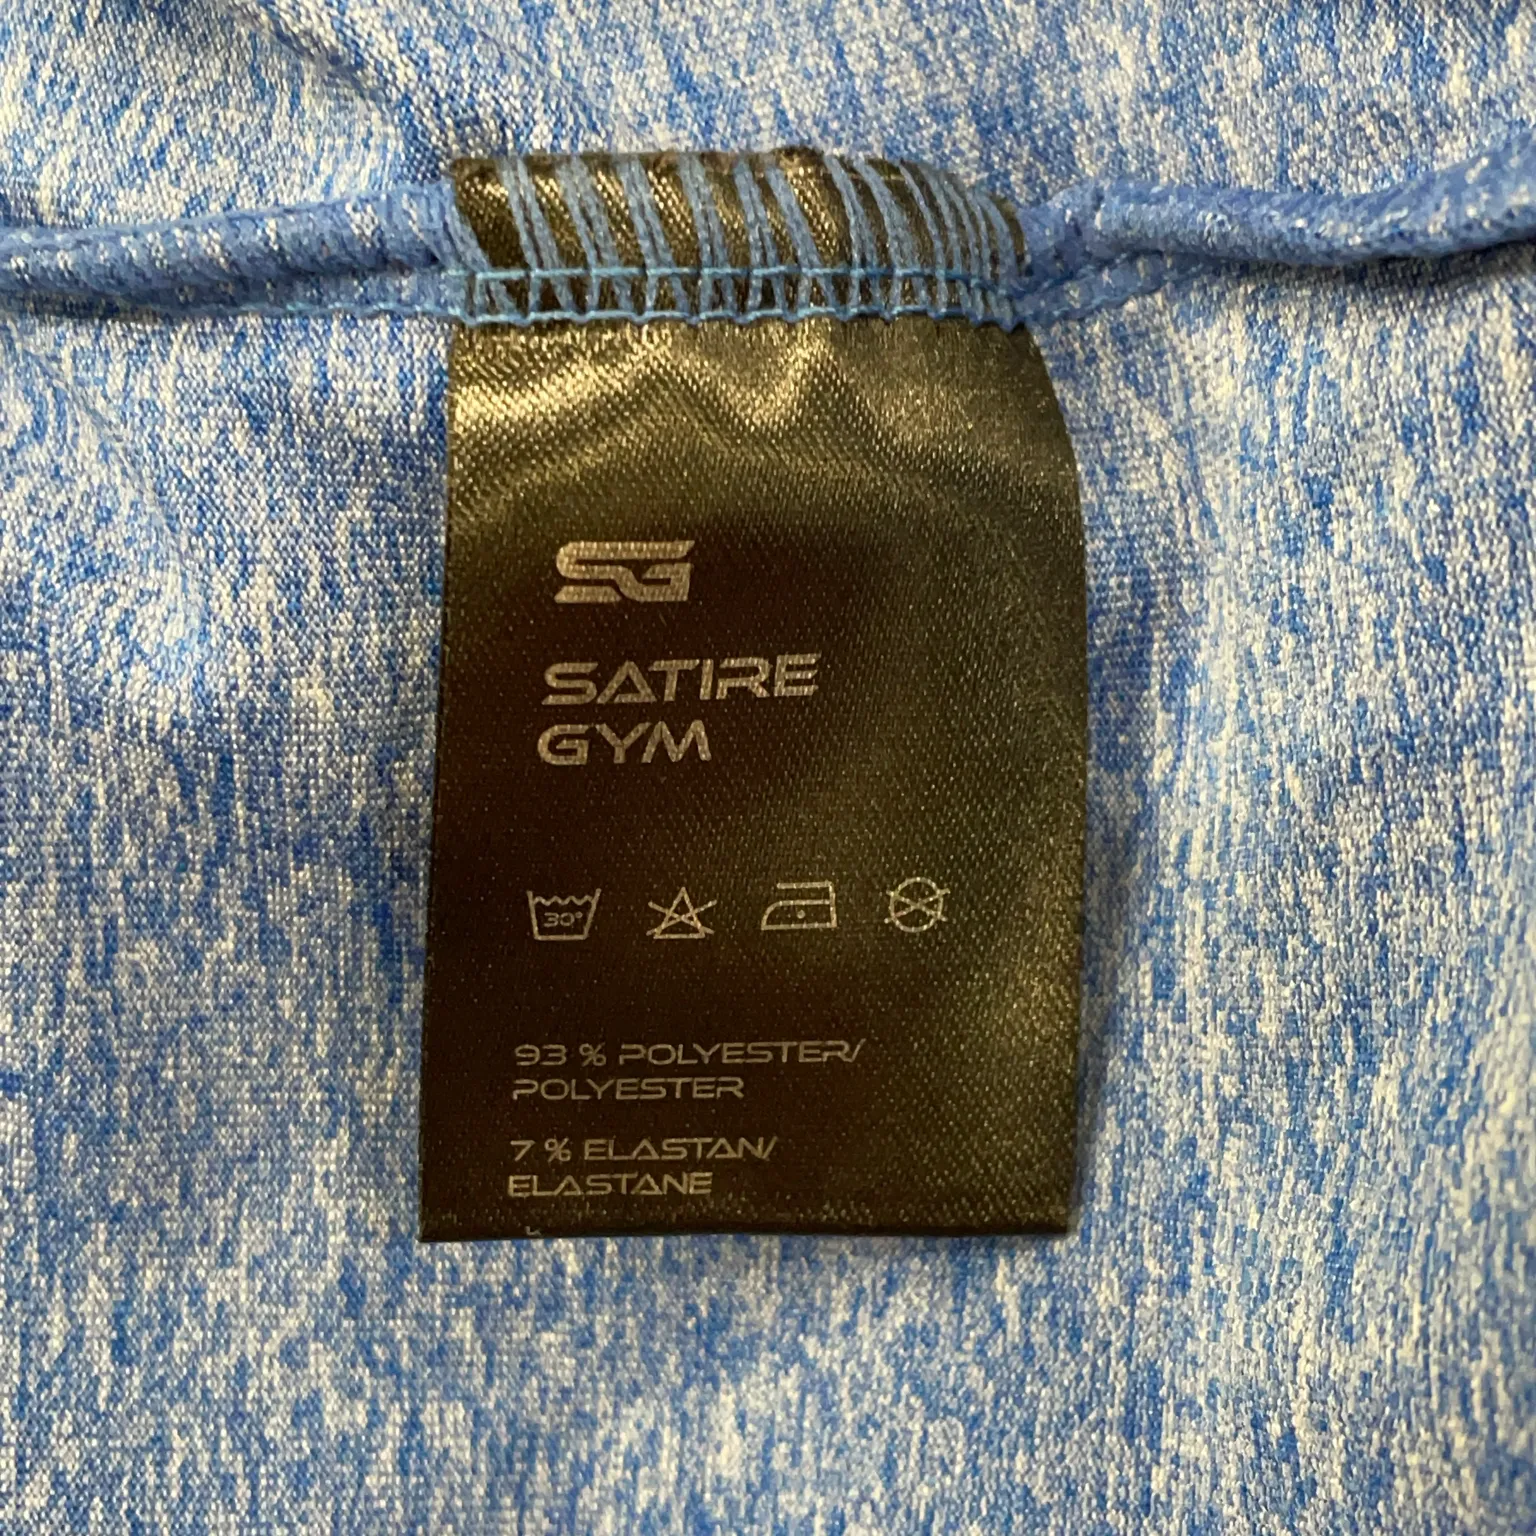 SG
SATIRE
GYM
30°
93 % POLYESTER/
POLYESTER
7 % ELASTAN/
ELASTANE